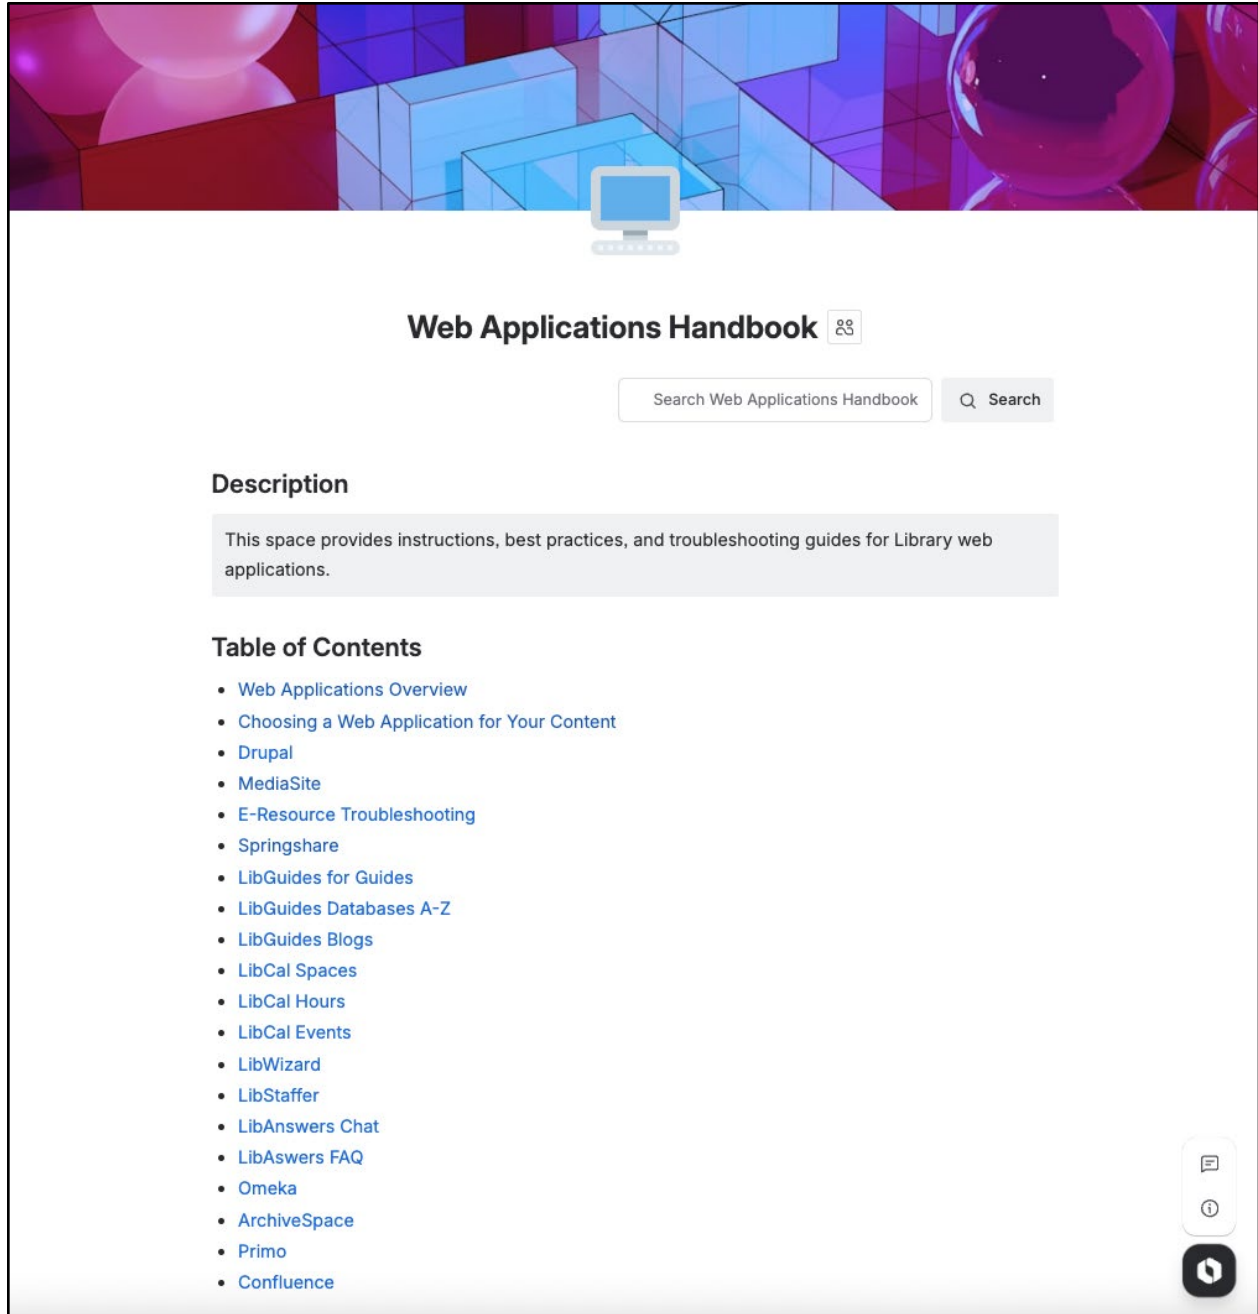 Web Applications Handbook
Search Web Applications Handbook
Search
Description
This space provides instructions, best practices, and troubleshooting guides for Library web
applications.
Table of Contents
Web Applications Overview
Choosing a Web Application for Your Content
Drupal
MediaSite
E-Resource Troubleshooting
Springshare
LibGuides for Guides
LibGuides Databases A-Z
LibGuides Blogs
LibCal Spaces
LibCal Hours
LibCal Events
LibWizard
LibStaffer
LibAnswers Chat
LibAswers FAQ
Omeka
ArchiveSpace
Primo
Confluence